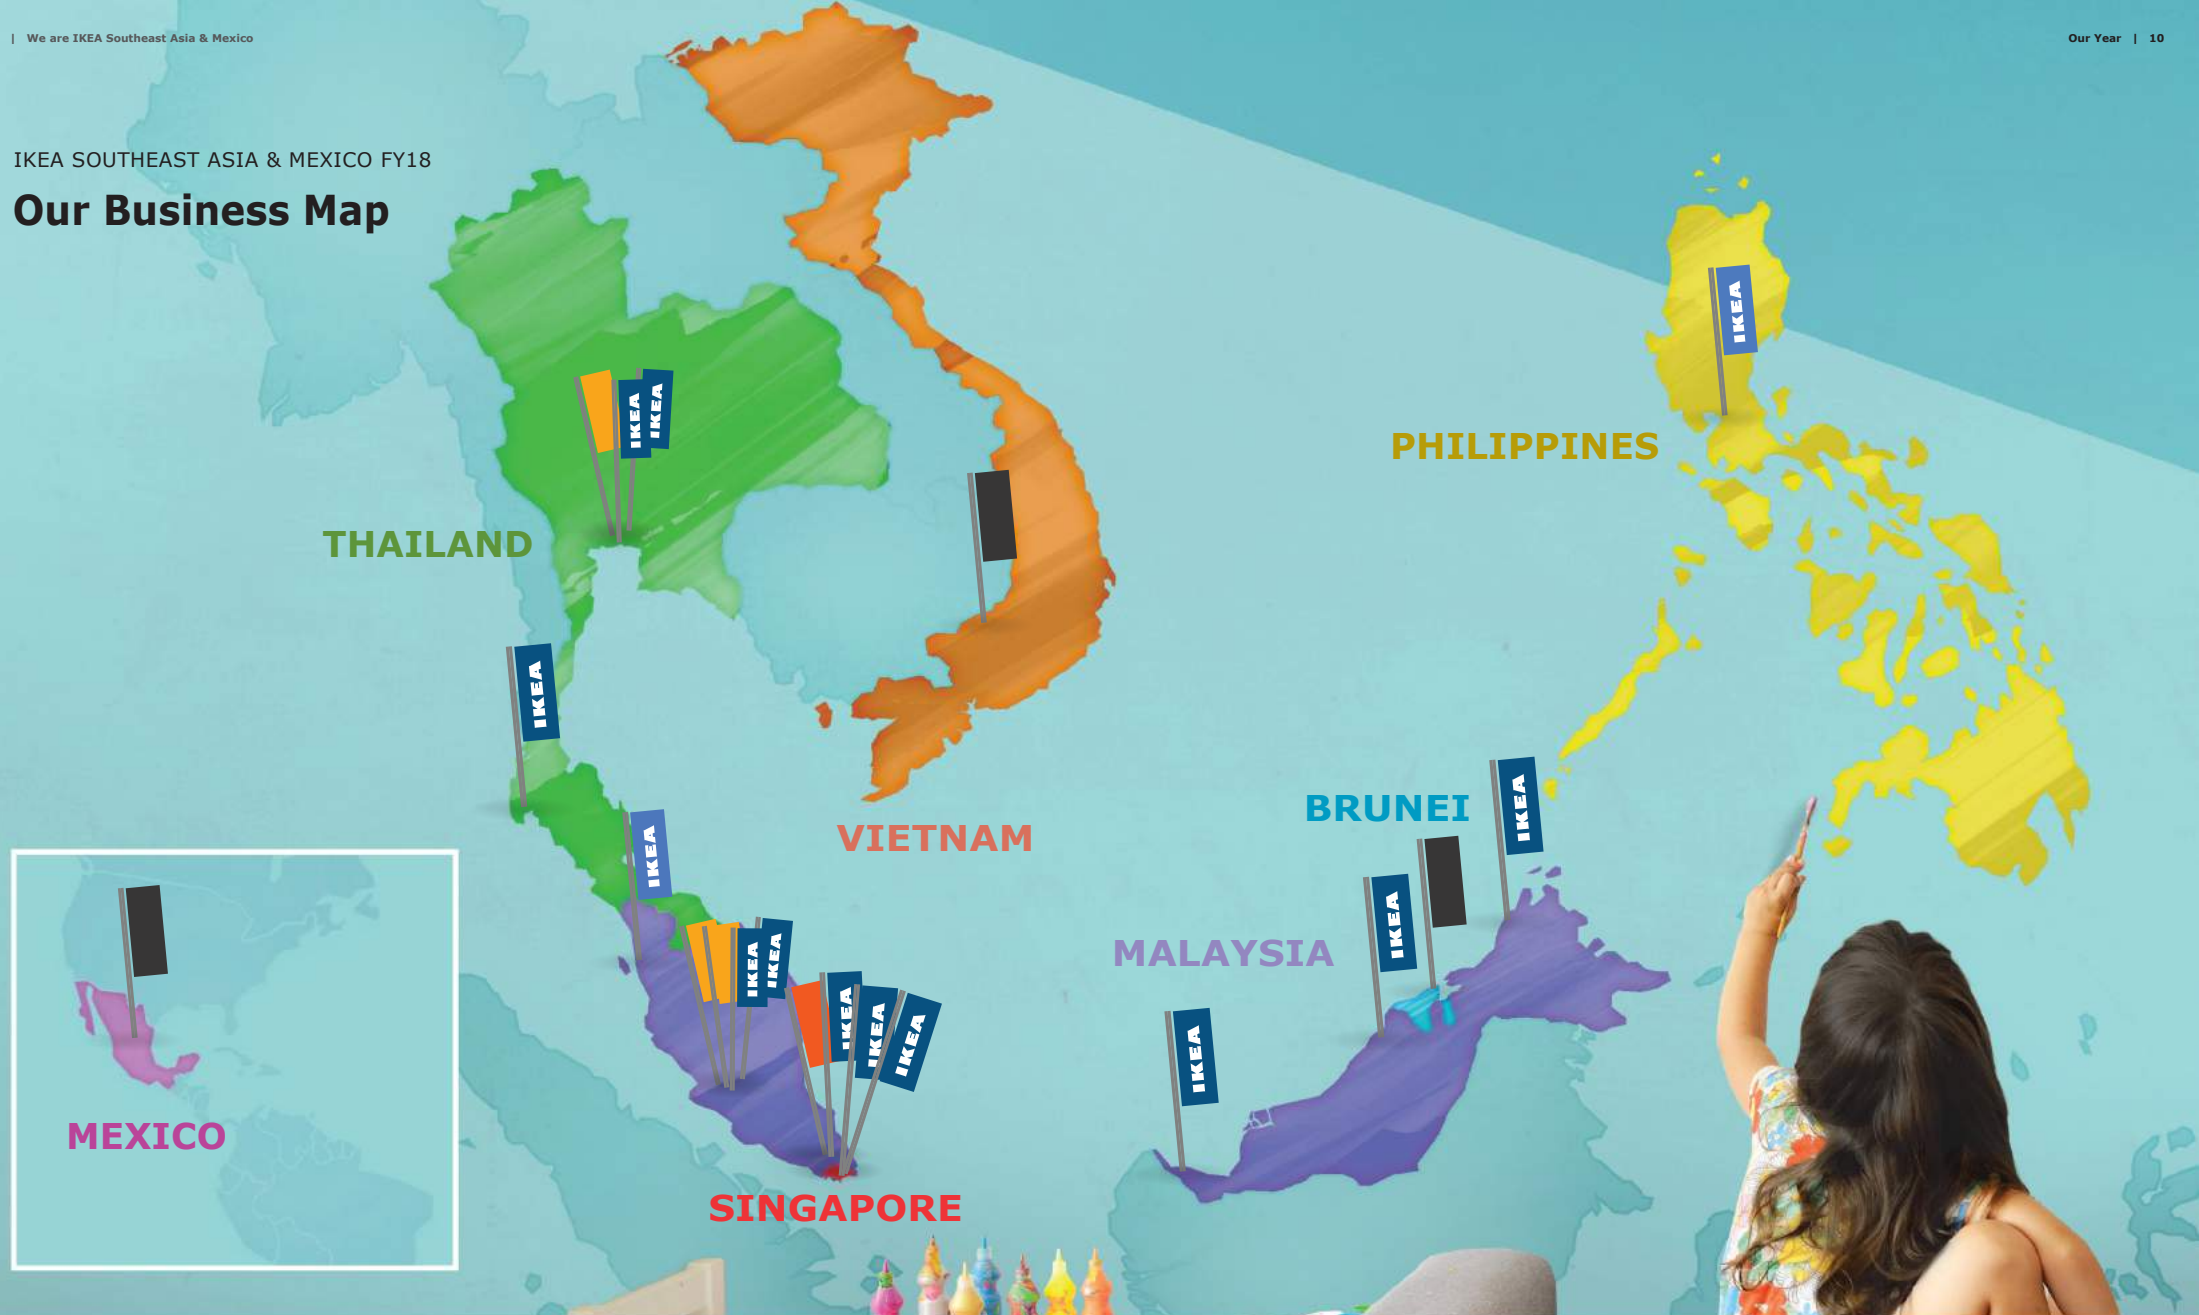 | We are IKEA Southeast Asia & Mexico
Our Year | 10
IKEA SOUTHEAST ASIA & MEXICO FY18
Our Business Map
IKEA
IKEA
IKEA
PHILIPPINES
THAILAND
IKEA
IKEA
VIETNAM
BRUNEI
IKEA
IKEA
MALAYSIA
IKEA
IKEA
IKEA
IKEA
IKEA
IKEA
MEXICO
SINGAPORE